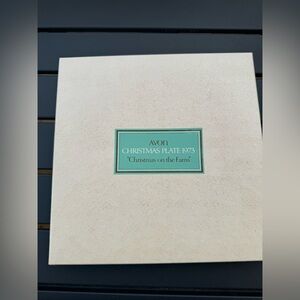 AVON
CHRISTMAS PLATE 1973
"Christmas on the Farm"